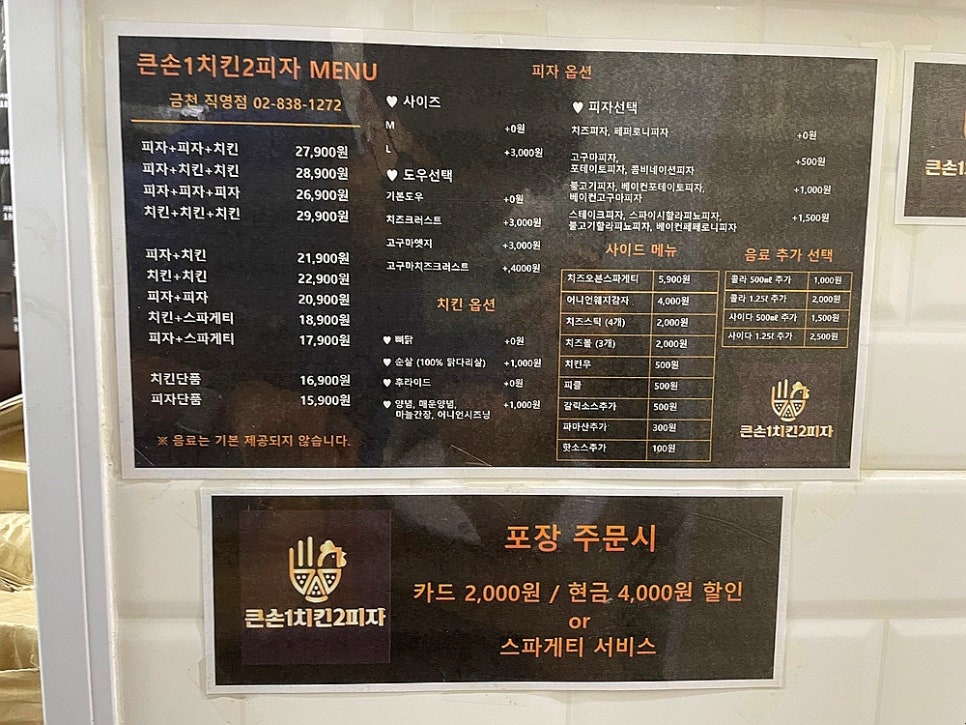 큰손1치킨2피자 MENU
금천 직영점 02-838-1272
피자+피자+치킨 27,900원
피자+치킨+치킨 28,900원
피자+피자+피자 26,900원
치킨+치킨+치킨 29,900원
피자+치킨 21,900원
치킨+치킨 22,900원
피자+피자 20,900원
치킨+스파게티 18,900원
피자+스파게티 17,900원
치킨단품 16,900원
피자단품 15,900원
※ 음료는 기본 제공되지 않습니다.
피자 옵션
♥ 사이즈
M +0원
L +3,000원
♥ 도우선택
기본도우 +0원
치즈크러스트 +3,000원
고구마엣지 +3,000원
고구마치즈크러스트 +,4000원
♥ 피자선택
치즈피자, 페퍼로니피자 +0원
고구마피자,
포테이토피자, 콤비네이션피자 +500원
불고기피자, 베이컨포테이토피자,
베이컨고구마피자 +1,000원
스테이크피자, 스파이시할라피뇨피자,
불고기할라피뇨피자, 베이컨페페로니피자 +1,500원
치킨 옵션
♥ 뼈닭 +0원
♥ 순살 (100% 닭다리살) +1,000원
♥ 후라이드 +0원
♥ 양념, 매운양념,
마늘간장, 어니언시즈닝 +1,000원
사이드 메뉴
치즈오븐스파게티 5,900원
어니언웨지감자 4,000원
치즈스틱 (4개) 2,000원
치즈볼 (3개) 2,000원
치킨무 500원
피클 500원
갈릭소스추가 500원
파마산추가 300원
핫소스추가 100원
음료 추가 선택
콜라 500㎖ 추가 1,000원
콜라 1.25ℓ 추가 2,000원
사이다 500㎖ 추가 1,500원
사이다 1.25ℓ 추가 2,500원
큰손1치킨2피자
큰손1
큰손1치킨2피자
포장 주문시
카드 2,000원 / 현금 4,000원 할인
or
스파게티 서비스